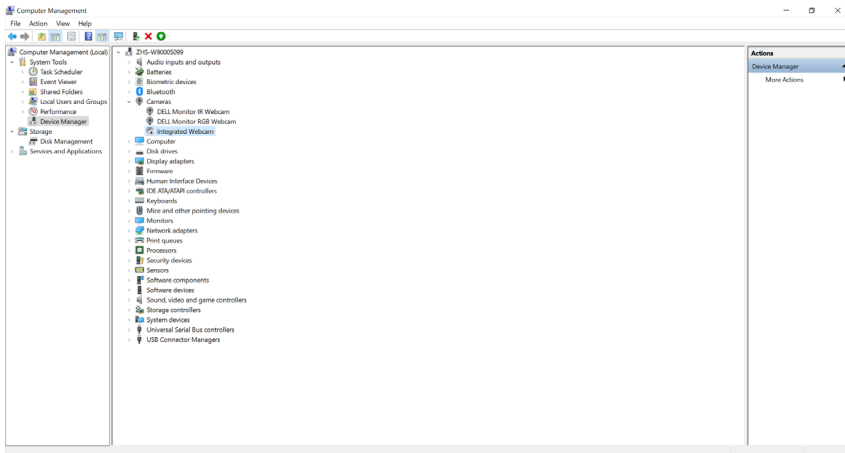 Computer Management
File Action View Help
Computer Management (Local)
System Tools
Task Scheduler
Event Viewer
Shared Folders
Local Users and Groups
Performance
Device Manager
Storage
Disk Management
Services and Applications
ZHS-W90005099
Audio inputs and outputs
Batteries
Biometric devices
Bluetooth
Cameras
DELL Monitor IR Webcam
DELL Monitor RGB Webcam
Integrated Webcam
Computer
Disk drives
Display adapters
Firmware
Human Interface Devices
IDE ATA/ATAPI controllers
Keyboards
Mice and other pointing devices
Monitors
Network adapters
Print queues
Processors
Security devices
Sensors
Software components
Software devices
Sound, video and game controllers
Storage controllers
System devices
Universal Serial Bus controllers
USB Connector Managers
Actions
Device Manager
More Actions